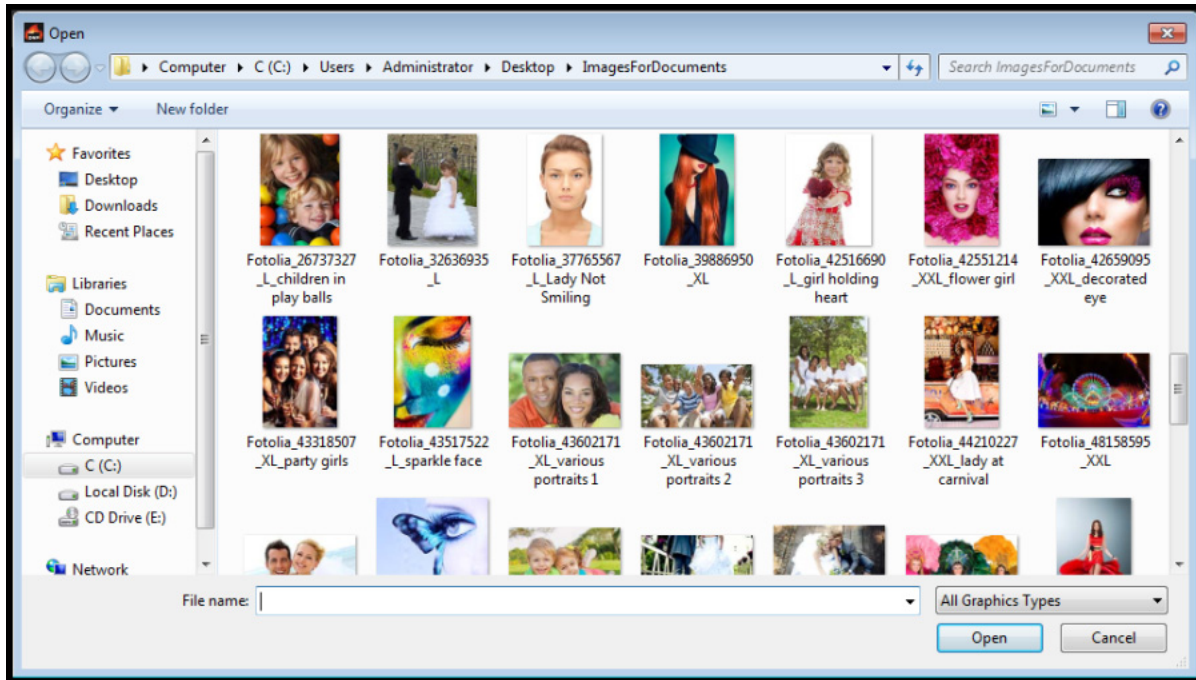 Open
Computer ▸ C (C:) ▸ Users ▸ Administrator ▸ Desktop ▸ ImagesForDocuments
Search ImagesForDocuments
Organize
New folder
Favorites
Desktop
Downloads
Recent Places
Libraries
Documents
Music
Pictures
Videos
Computer
C (C:)
Local Disk (D:)
CD Drive (E:)
Network
Fotolia_26737327
_L_children in
play balls
Fotolia_32636935
_L
Fotolia_37765567
_L_Lady Not
Smiling
Fotolia_39886950
_XL
Fotolia_42516690
_L_girl holding
heart
Fotolia_42551214
_XXL_flower girl
Fotolia_42659095
_XXL_decorated
eye
Fotolia_43318507
_XL_party girls
Fotolia_43517522
_L_sparkle face
Fotolia_43602171
_XL_various
portraits 1
Fotolia_43602171
_XL_various
portraits 2
Fotolia_43602171
_XL_various
portraits 3
Fotolia_44210227
_XXL_lady at
carnival
Fotolia_48158595
_XXL
File name:
All Graphics Types
Open
Cancel